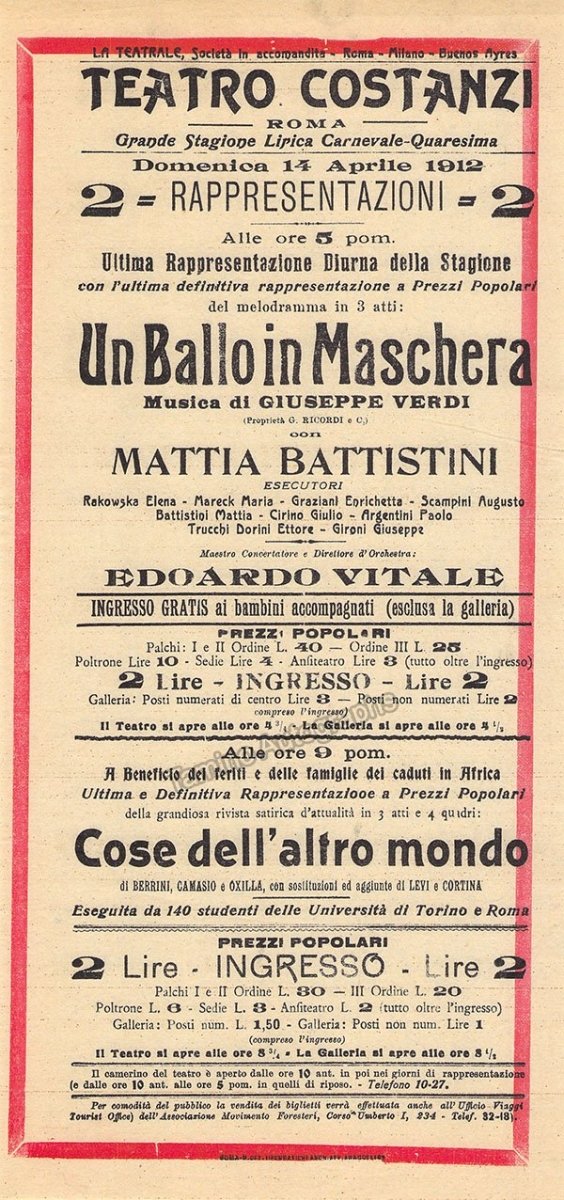 LA TEATRALE, Società in accomandita - Roma - Milano - Buenos Ayres
TEATRO COSTANZI
ROMA
Grande Stagione Lirica Carnevale-Quaresima
Domenica 14 Aprile 1912
2 = RAPPRESENTAZIONI = 2
Alle ore 5 pom.
Ultima Rappresentazione Diurna della Stagione
con l'ultima definitiva rappresentazione a Prezzi Popolari
del melodramma in 3 atti:
Un Ballo in Maschera
Musica di GIUSEPPE VERDI
(Proprietà G. RICORDI e C.)
con
MATTIA BATTISTINI
ESECUTORI
Rakowska Elena - Mareck Maria - Graziani Enrichetta - Scampini Augusto
Battistini Mattia - Cirino Giulio - Argentini Paolo
Trucchi Dorini Ettore - Gironi Giuseppe
Maestro Concertatore e Direttore d'Orchestra:
EDOARDO VITALE
INGRESSO GRATIS ai bambini accompagnati (esclusa la galleria)
PREZZI POPOLARI
Palchi: I e II Ordine L. 40 — Ordine III L. 25
Poltrone Lire 10 - Sedie Lire 4 - Anfiteatro Lire 3 (tutto oltre l'ingresso)
2 Lire - INGRESSO - Lire 2
Galleria: Posti numerati di centro Lire 3 — Posti non numerati Lire 2
(compreso l'ingresso)
Il Teatro si apre alle ore 4 3/4 - La Galleria si apre alle ore 4 1/2
Alle ore 9 pom.
A Beneficio dei feriti e delle famiglie dei caduti in Africa
Ultima e Definitiva Rappresentazione a Prezzi Popolari
della grandiosa rivista satirica d'attualità in 3 atti e 4 quadri:
Cose dell'altro mondo
di BERRINI, CAMASIO e OXILLA, con sostituzioni ed aggiunte di LEVI e CORTINA
Eseguita da 140 studenti delle Università di Torino e Roma
PREZZI POPOLARI
2 Lire - INGRESSO - Lire 2
Palchi I e II Ordine L. 30 — III Ordine L. 20
Poltrone L. 6 - Sedie L. 3 - Anfiteatro L. 2 (tutto oltre l'ingresso)
Galleria: Posti num. L. 1,50 - Galleria: Posti non num. Lire 1
(compreso l'ingresso)
Il Teatro si apre alle ore 8 3/4 - La Galleria si apre alle ore 8 1/2
Il camerino del teatro è aperto dalle ore 10 ant. in poi nei giorni di rappresentazione
(e dalle ore 10 ant. alle ore 5 pom. in quelli di riposo. - Telefono 10-27.
Per comodità del pubblico la vendita dei biglietti verrà effettuata anche all'Ufficio Viaggi
Tourist Office) dell'Associazione Movimento Foresteri, Corso Umberto I, 234 - Telef. 32-18).